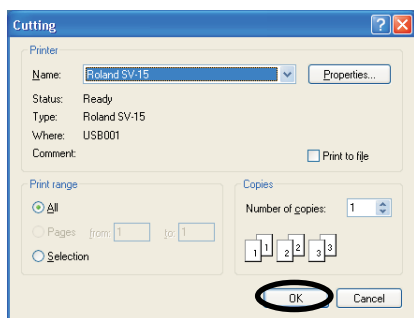 Cutting
Printer
Name: Roland SV-15 Properties...
Status: Ready
Type: Roland SV-15
Where: USB001
Comment: Print to file
Print range
All
Pages from: 1 to: 1
Selection
Copies
Number of copies: 1
1 1 2 2 3 3
OK Cancel